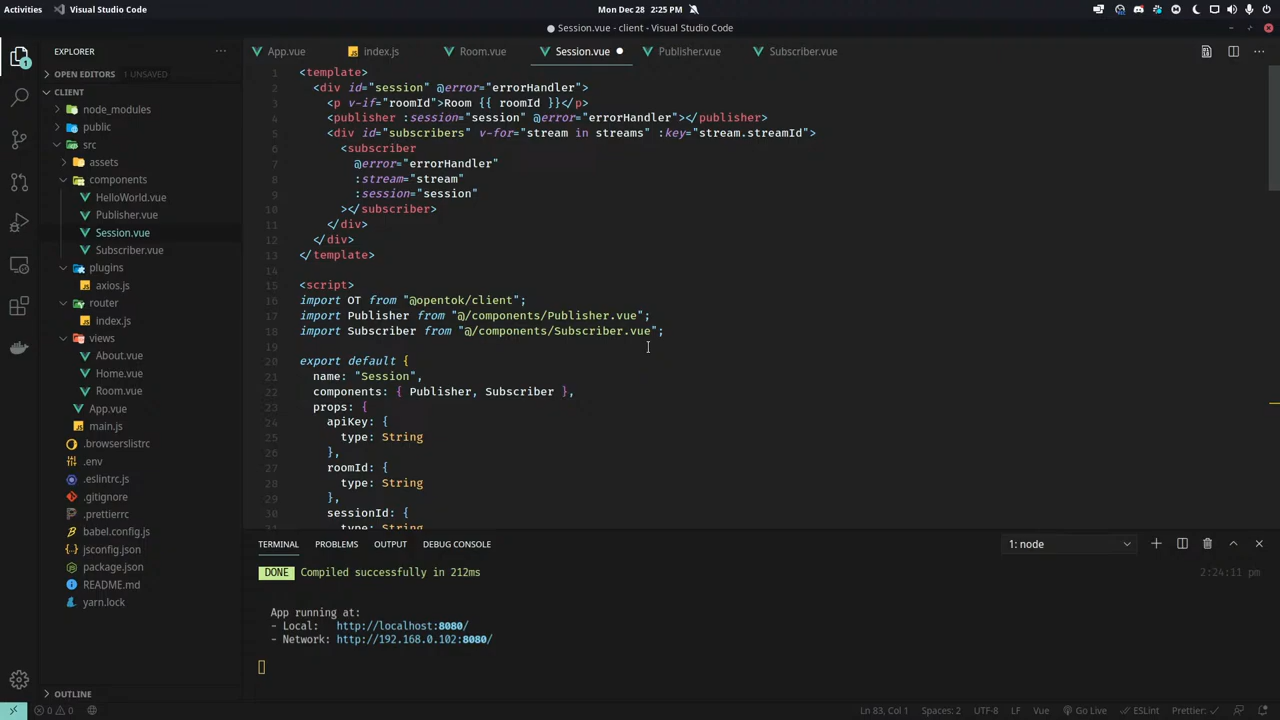 Activities
Visual Studio Code
Mon Dec 28 2:25 PM
● Session.vue - client - Visual Studio Code
EXPLORER
OPEN EDITORS 1 UNSAVED
CLIENT
node_modules
public
src
assets
components
HelloWorld.vue
Publisher.vue
Session.vue
Subscriber.vue
plugins
axios.js
router
index.js
views
About.vue
Home.vue
Room.vue
App.vue
main.js
.browserslistrc
.env
.eslintrc.js
.gitignore
.prettierrc
babel.config.js
jsconfig.json
package.json
README.md
yarn.lock
OUTLINE
App.vue
index.js
Room.vue
Session.vue
Publisher.vue
Subscriber.vue
1 <template>
2 <div id="session" @error="errorHandler">
3 <p v-if="roomId">Room {{ roomId }}</p>
4 <publisher :session="session" @error="errorHandler"></publisher>
5 <div id="subscribers" v-for="stream in streams" :key="stream.streamId">
6 <subscriber
7 @error="errorHandler"
8 :stream="stream"
9 :session="session"
10 ></subscriber>
11 </div>
12 </div>
13 </template>
14
15 <script>
16 import OT from "@opentok/client";
17 import Publisher from "@/components/Publisher.vue";
18 import Subscriber from "@/components/Subscriber.vue";
19
20 export default {
21 name: "Session",
22 components: { Publisher, Subscriber },
23 props: {
24 apiKey: {
25 type: String
26 },
27 roomId: {
28 type: String
29 },
30 sessionId: {
31 type: String
TERMINAL PROBLEMS OUTPUT DEBUG CONSOLE
1: node
DONE Compiled successfully in 212ms
2:24:11 pm
App running at:
- Local: http://localhost:8080/
- Network: http://192.168.0.102:8080/
0 0
Ln 83, Col 1
Spaces: 2
UTF-8
LF
Vue
Go Live
ESLint
Prettier: ✓